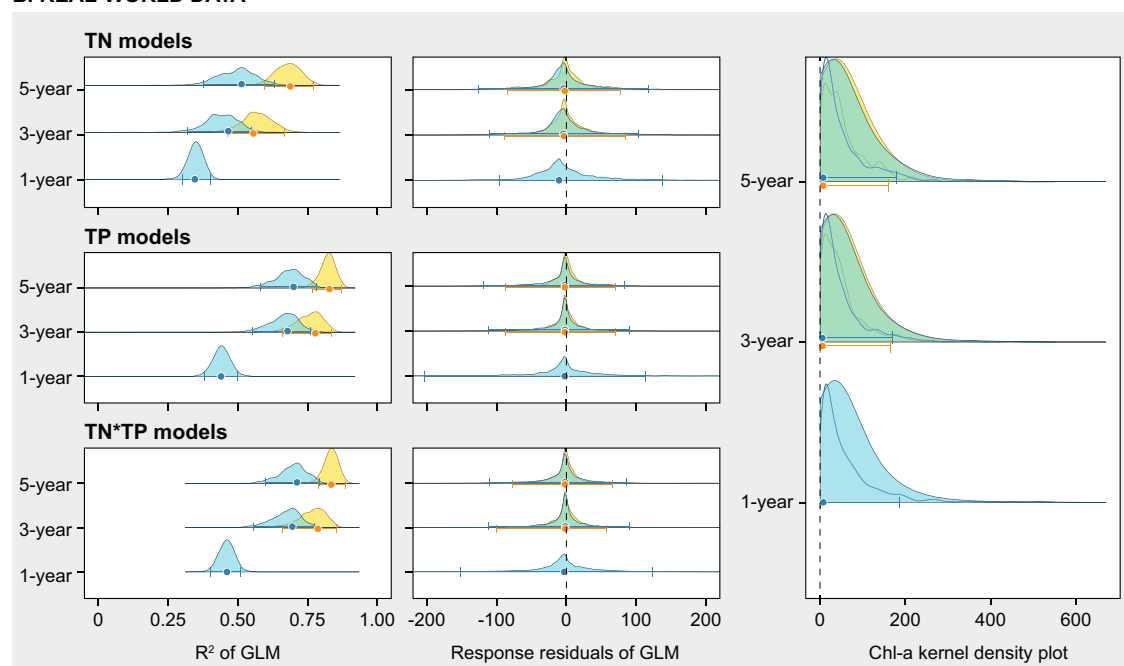 TN models
5-year
3-year
1-year
TP models
5-year
3-year
1-year
TN*TP models
5-year
3-year
1-year
0 0.25 0.50 0.75 1.00
R² of GLM
-200 -100 0 100 200
Response residuals of GLM
5-year
3-year
1-year
0 200 400 600
Chl-a kernel density plot